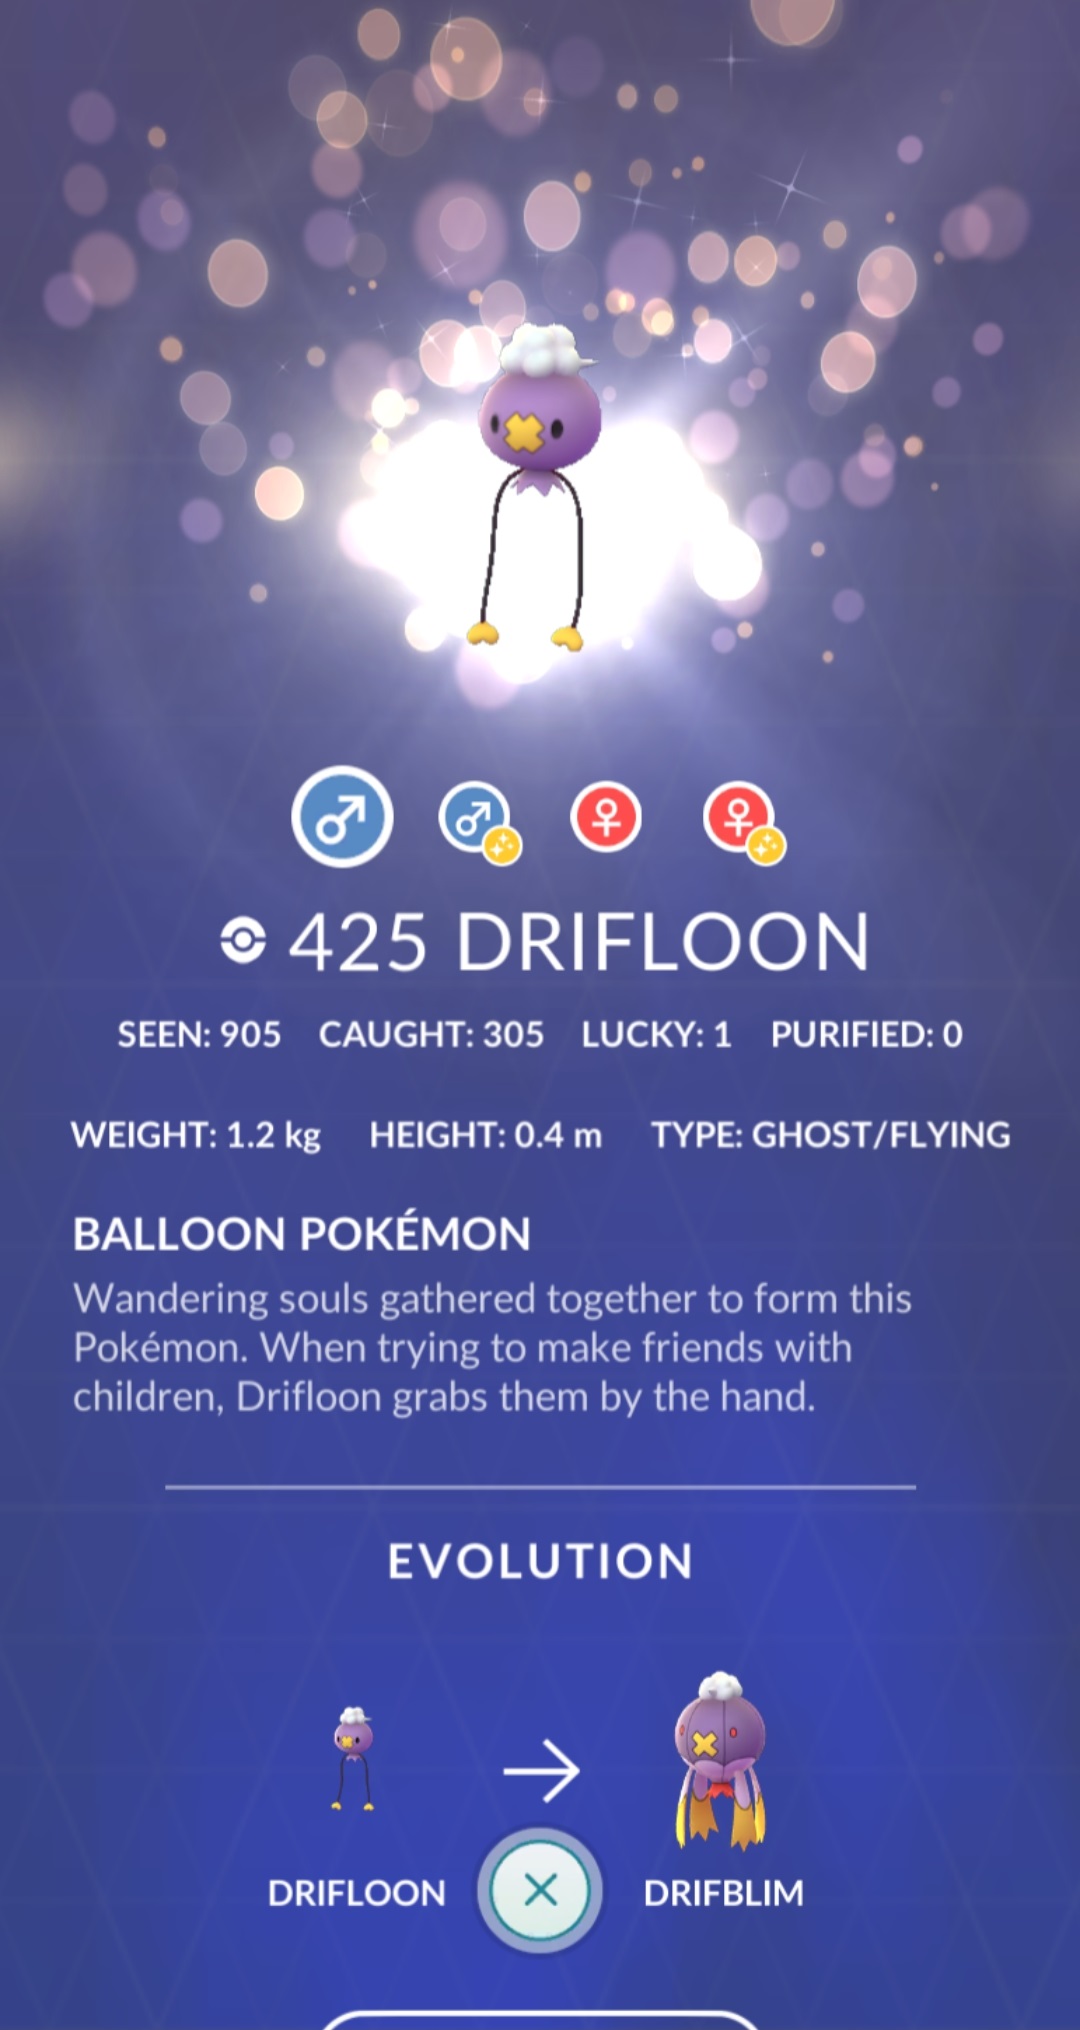 425 DRIFLOON
SEEN: 905 CAUGHT: 305 LUCKY: 1 PURIFIED: 0
WEIGHT: 1.2 kg HEIGHT: 0.4 m TYPE: GHOST/FLYING
BALLOON POKÉMON
Wandering souls gathered together to form this
Pokémon. When trying to make friends with
children, Drifloon grabs them by the hand.
EVOLUTION
DRIFLOON DRIFBLIM